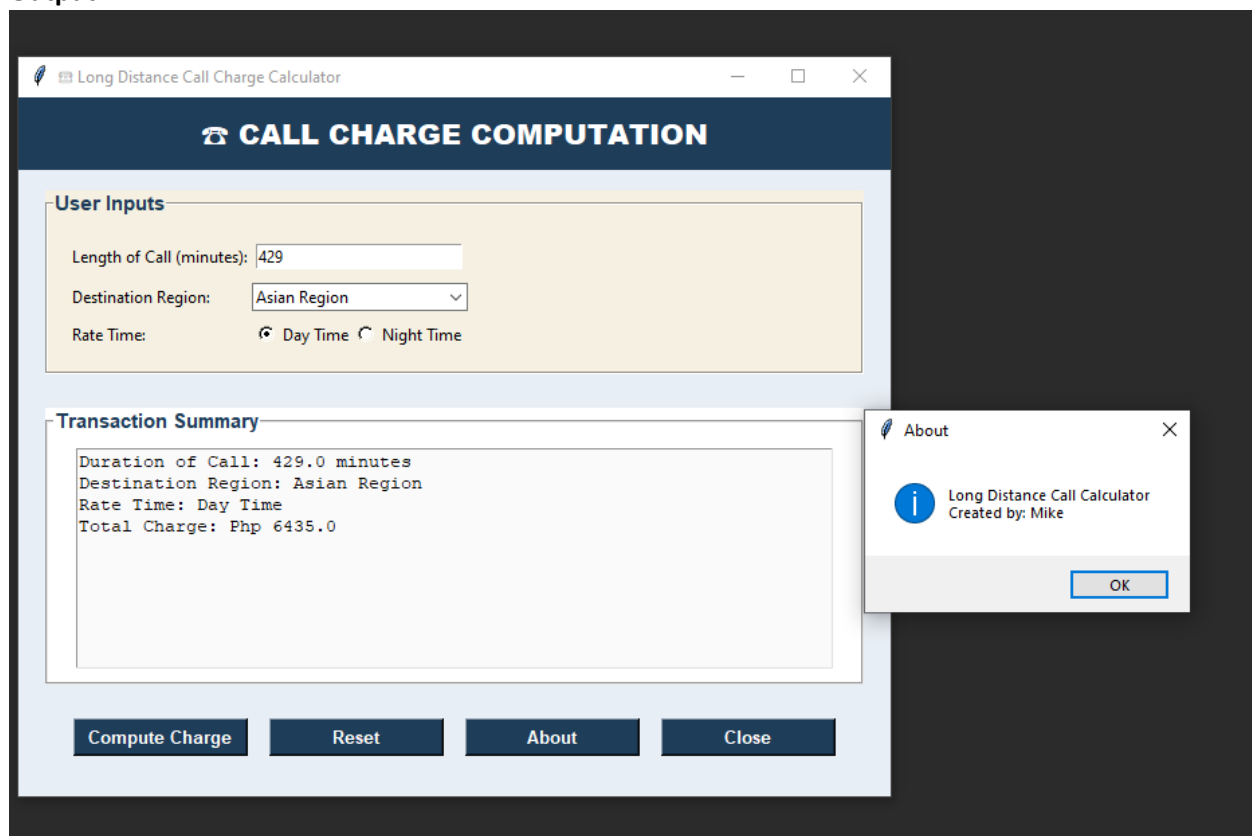 ☎ Long Distance Call Charge Calculator
☎ CALL CHARGE COMPUTATION
User Inputs
Length of Call (minutes): 429
Destination Region: Asian Region
Rate Time: Day Time Night Time
Transaction Summary
Duration of Call: 429.0 minutes
Destination Region: Asian Region
Rate Time: Day Time
Total Charge: Php 6435.0
Compute Charge Reset About Close
About
Long Distance Call Calculator
Created by: Mike
OK